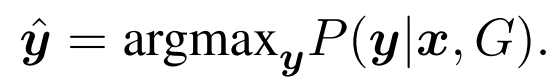 ŷ = argmax_y P(y|x, G).